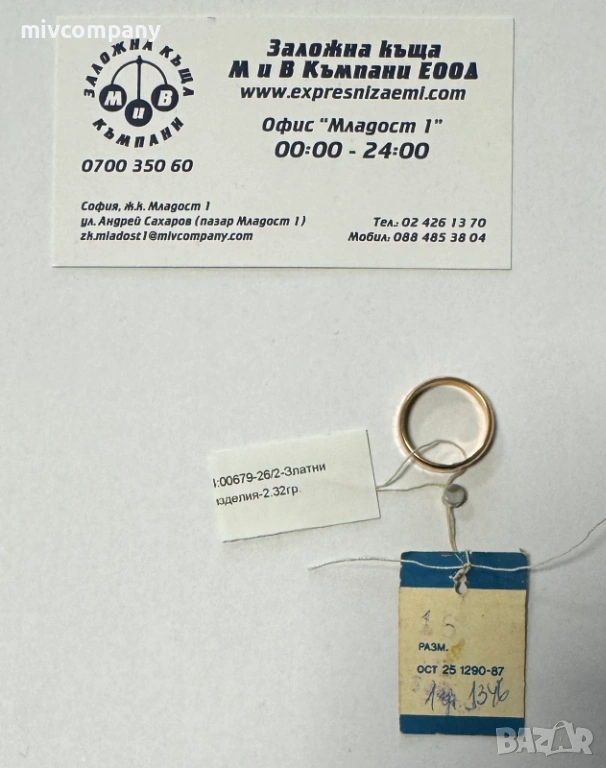 mivcompany
ЗАЛОЖНА КЪЩА
М и В
КЪМПАНИ
0700 350 60
Заложна къща
М и В Къмпани ЕООД
www.expresnizaemi.com
Офис "Младост 1"
00:00 - 24:00
София, ж.к. Младост 1
ул. Андрей Сахаров (пазар Младост 1)
zk.mladost1@mivcompany.com
Тел.: 02 426 13 70
Мобил.: 088 485 38 04
:00679-26/2-Златни
изделия-2.32гр.
РАЗМ.
ОСТ 25 1290-87
BAZAR